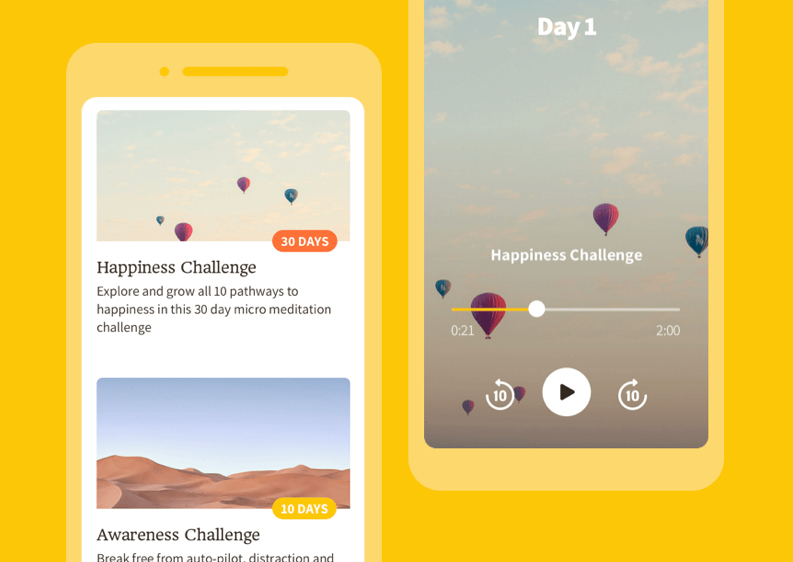 30 DAYS
Happiness Challenge
Explore and grow all 10 pathways to
happiness in this 30 day micro meditation
challenge
10 DAYS
Awareness Challenge
Break free from auto-pilot, distraction and
Day 1
Happiness Challenge
0:21 2:00
10 10